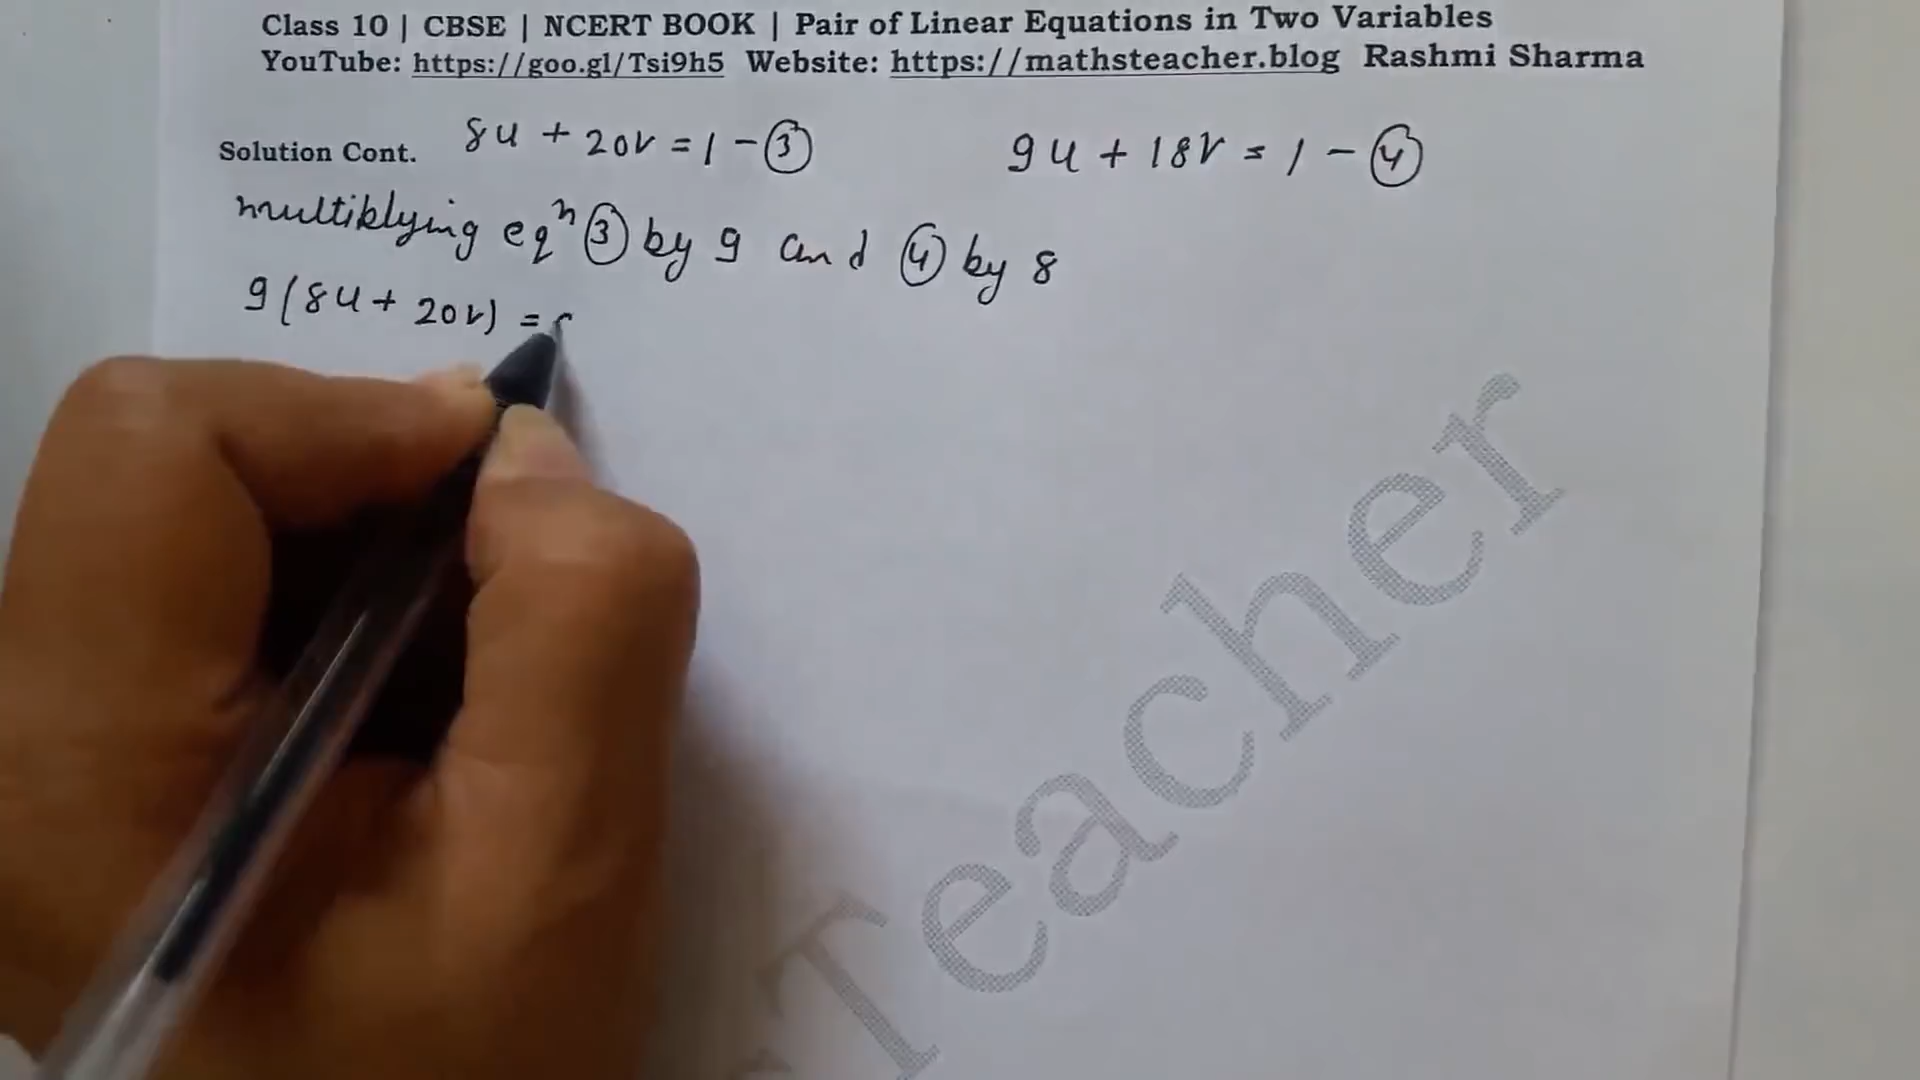 Class 10 | CBSE | NCERT BOOK | Pair of Linear Equations in Two Variables
YouTube: https://goo.gl/Tsi9h5 Website: https://mathsteacher.blog Rashmi Sharma
Solution Cont. 8u + 20v = 1 - ③ 9u + 18v = 1 - ④
multiplying eqⁿ ③ by 9 and ④ by 8
9(8u + 20v) =
Teacher